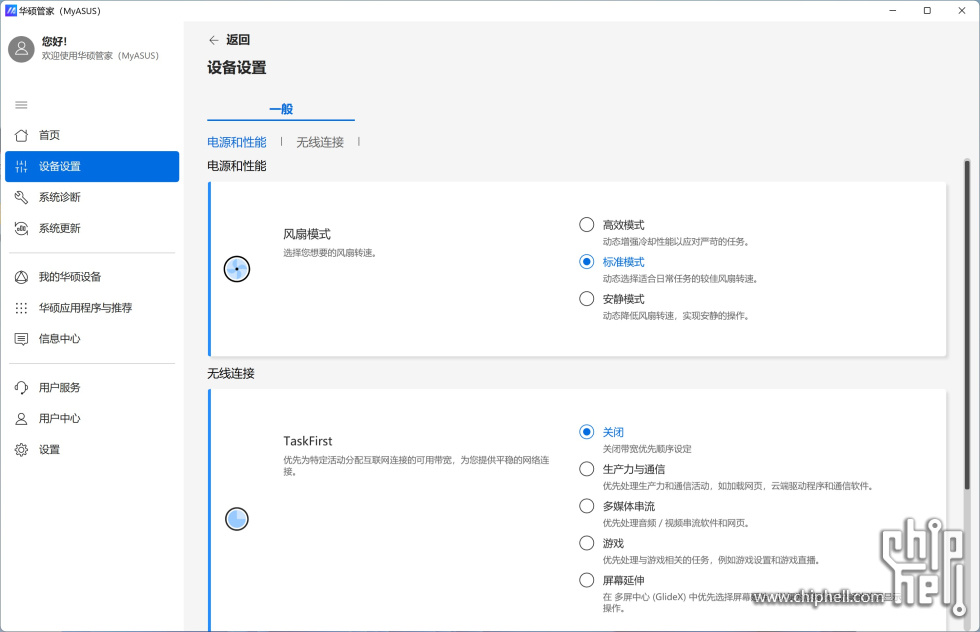 华硕管家（MyASUS）
您好!
欢迎使用华硕管家（MyASUS）
首页
设备设置
系统诊断
系统更新
我的华硕设备
华硕应用程序与推荐
信息中心
用户服务
用户中心
设置
返回
设备设置
一般
电源和性能
无线连接
电源和性能
风扇模式
选择您想要的风扇转速。
高效模式
动态增强冷却性能以应对严苛的任务。
标准模式
动态选择适合日常任务的较佳风扇转速。
安静模式
动态降低风扇转速，实现安静的操作。
无线连接
TaskFirst
优先为特定活动分配互联网连接的可用带宽，为您提供平稳的网络连
接。
关闭
关闭带宽优先顺序设定
生产力与通信
优先处理生产力和通信活动，如加载网页，云端驱动程序和通信软件。
多媒体串流
优先处理音频 / 视频串流软件和网页。
游戏
优先处理与游戏相关的任务，例如游戏设置和游戏直播。
屏幕延伸
在 多屏中心 (GlideX) 中优先选择屏幕
操作。
chip
hell
www.chiphell.com